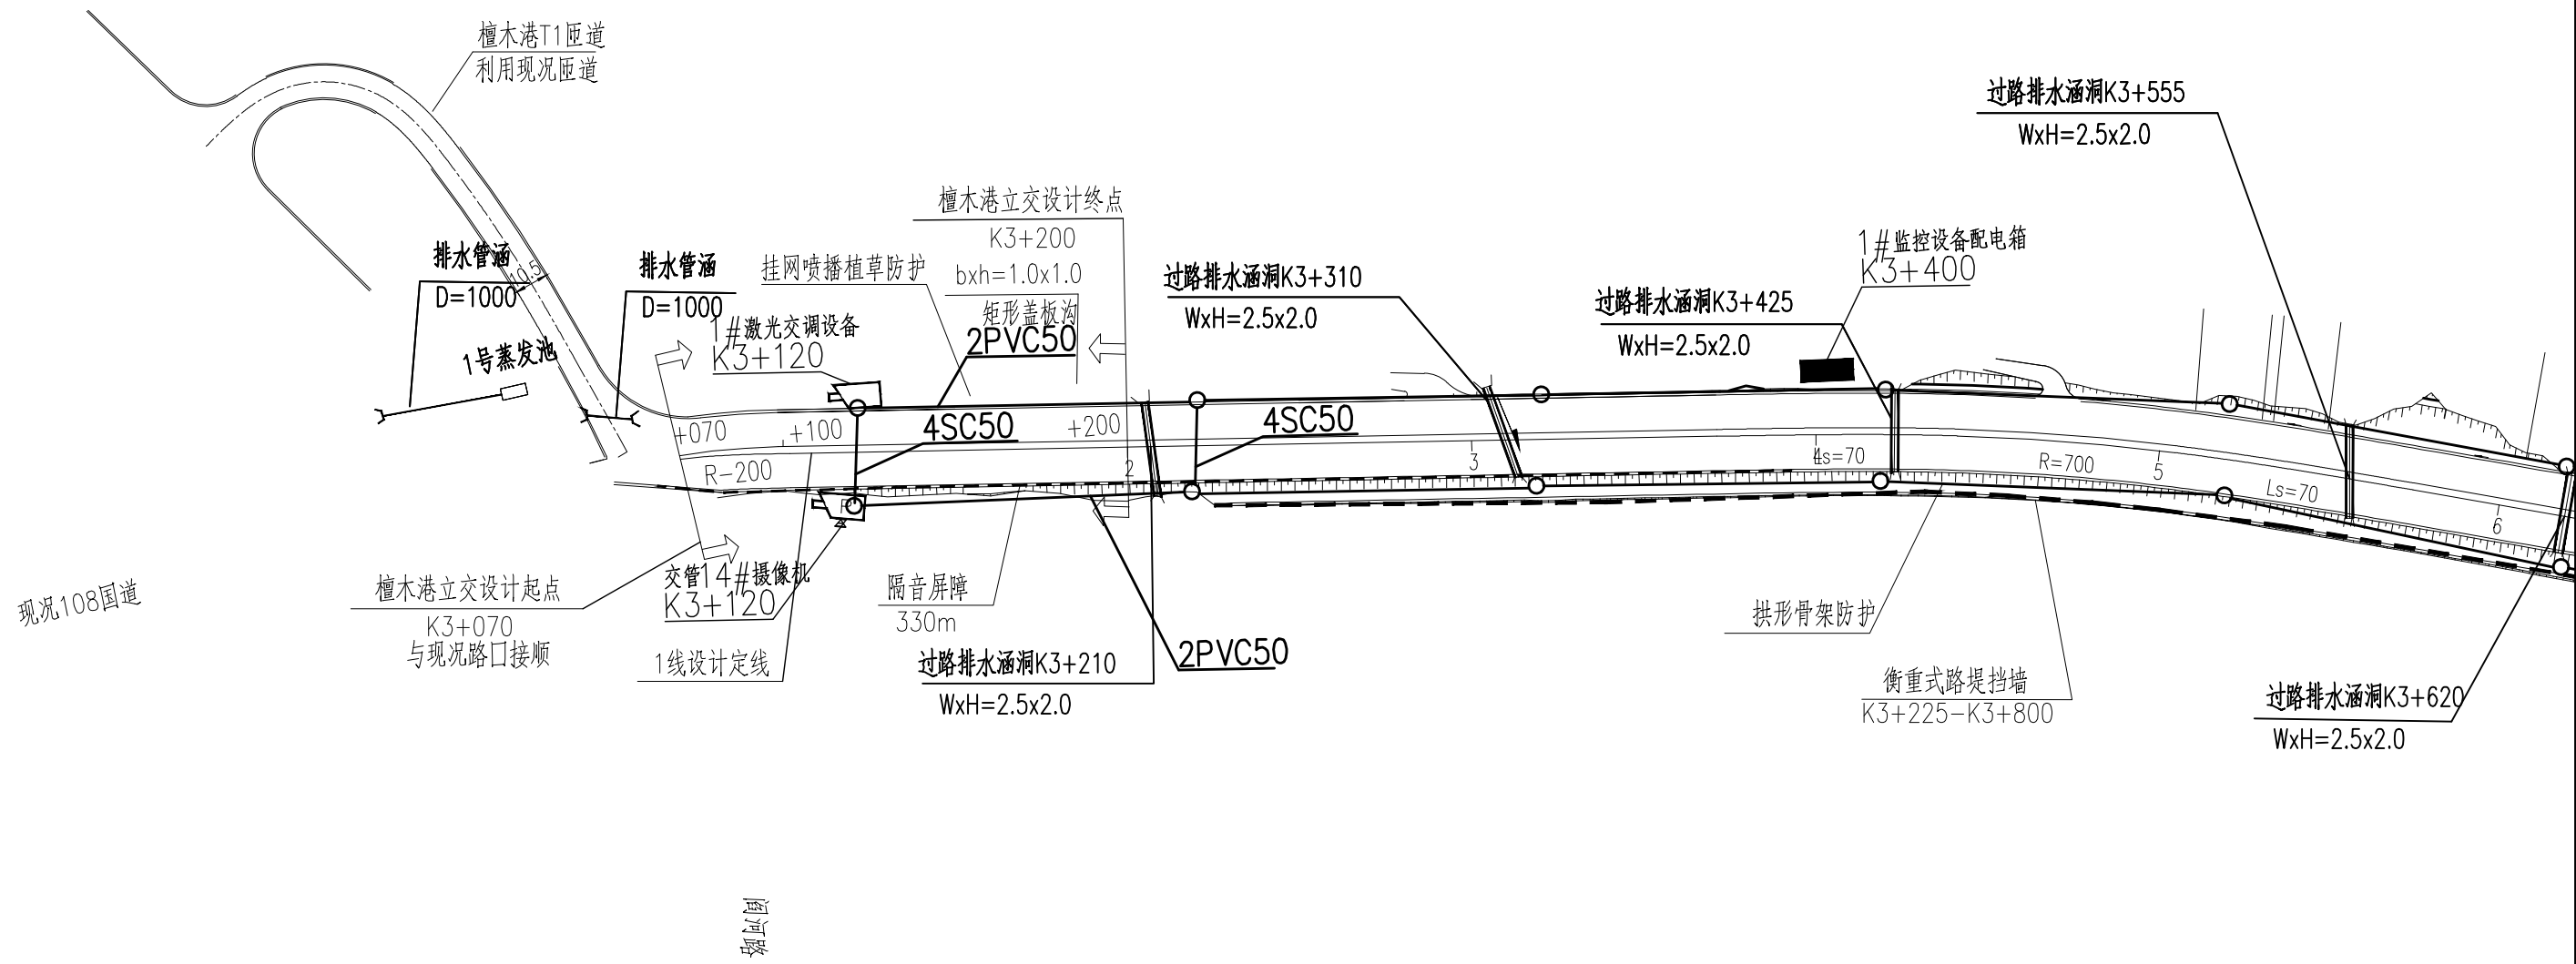 檀木港T1匝道
利用现况匝道
过路排水涵洞K3+555
WxH=2.5x2.0
檀木港立交设计终点
K3+200
bxh=1.0x1.0
矩形盖板沟
2PVC50
1#监控设备配电箱
K3+400
排水管涵
D=1000
10.5
排水管涵
D=1000
挂网喷播植草防护
过路排水涵洞K3+310
WxH=2.5x2.0
过路排水涵洞K3+425
WxH=2.5x2.0
1#激光交调设备
K3+120
1号蒸发池
+070
+100
4SC50
+200
4SC50
R-200
2
3
4
Ls=70
R=700
5
Ls=70
6
P
现况108国道
檀木港立交设计起点
K3+070
与现况路口接顺
交管14#摄像机
K3+120
1线设计定线
隔音屏障
330m
过路排水涵洞K3+210
WxH=2.5x2.0
2PVC50
拱形骨架防护
衡重式路堤挡墙
K3+225-K3+800
过路排水涵洞K3+620
WxH=2.5x2.0
阎河路